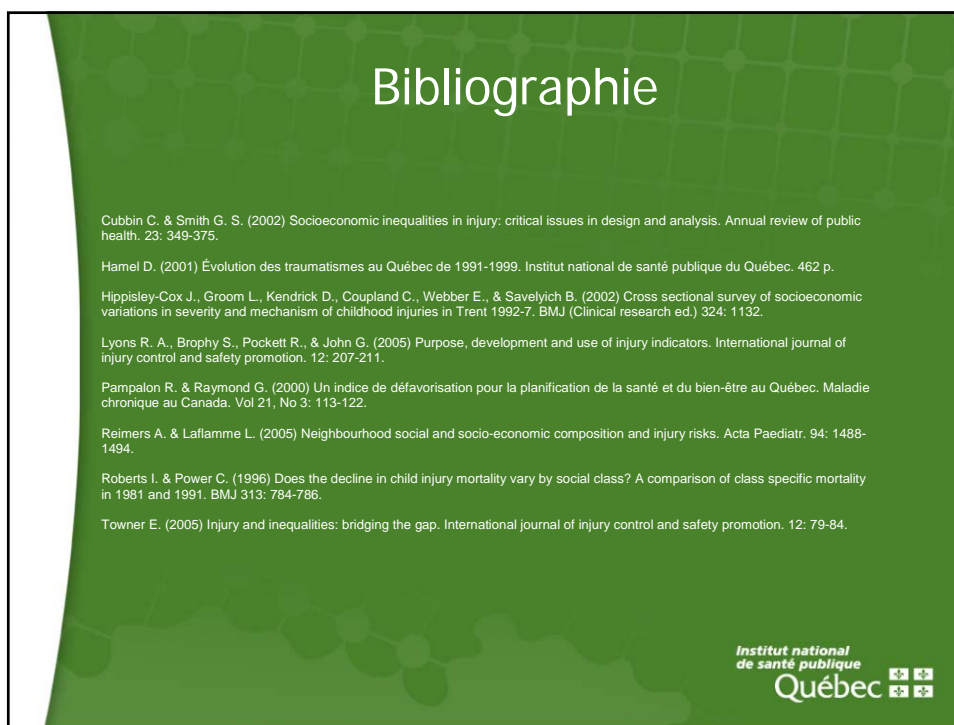 Bibliographie
Cubbin C. & Smith G. S. (2002) Socioeconomic inequalities in injury: critical issues in design and analysis. Annual review of public
health. 23: 349-375.
Hamel D. (2001) Évolution des traumatismes au Québec de 1991-1999. Institut national de santé publique du Québec. 462 p.
Hippisley-Cox J., Groom L., Kendrick D., Coupland C., Webber E., & Savelyich B. (2002) Cross sectional survey of socioeconomic
variations in severity and mechanism of childhood injuries in Trent 1992-7. BMJ (Clinical research ed.) 324: 1132.
Lyons R. A., Brophy S., Pockett R., & John G. (2005) Purpose, development and use of injury indicators. International journal of
injury control and safety promotion. 12: 207-211.
Pampalon R. & Raymond G. (2000) Un indice de défavorisation pour la planification de la santé et du bien-être au Québec. Maladie
chronique au Canada. Vol 21, No 3: 113-122.
Reimers A. & Laflamme L. (2005) Neighbourhood social and socio-economic composition and injury risks. Acta Paediatr. 94: 1488-
1494.
Roberts I. & Power C. (1996) Does the decline in child injury mortality vary by social class? A comparison of class specific mortality
in 1981 and 1991. BMJ 313: 784-786.
Towner E. (2005) Injury and inequalities: bridging the gap. International journal of injury control and safety promotion. 12: 79-84.
Institut national
de santé publique
Québec